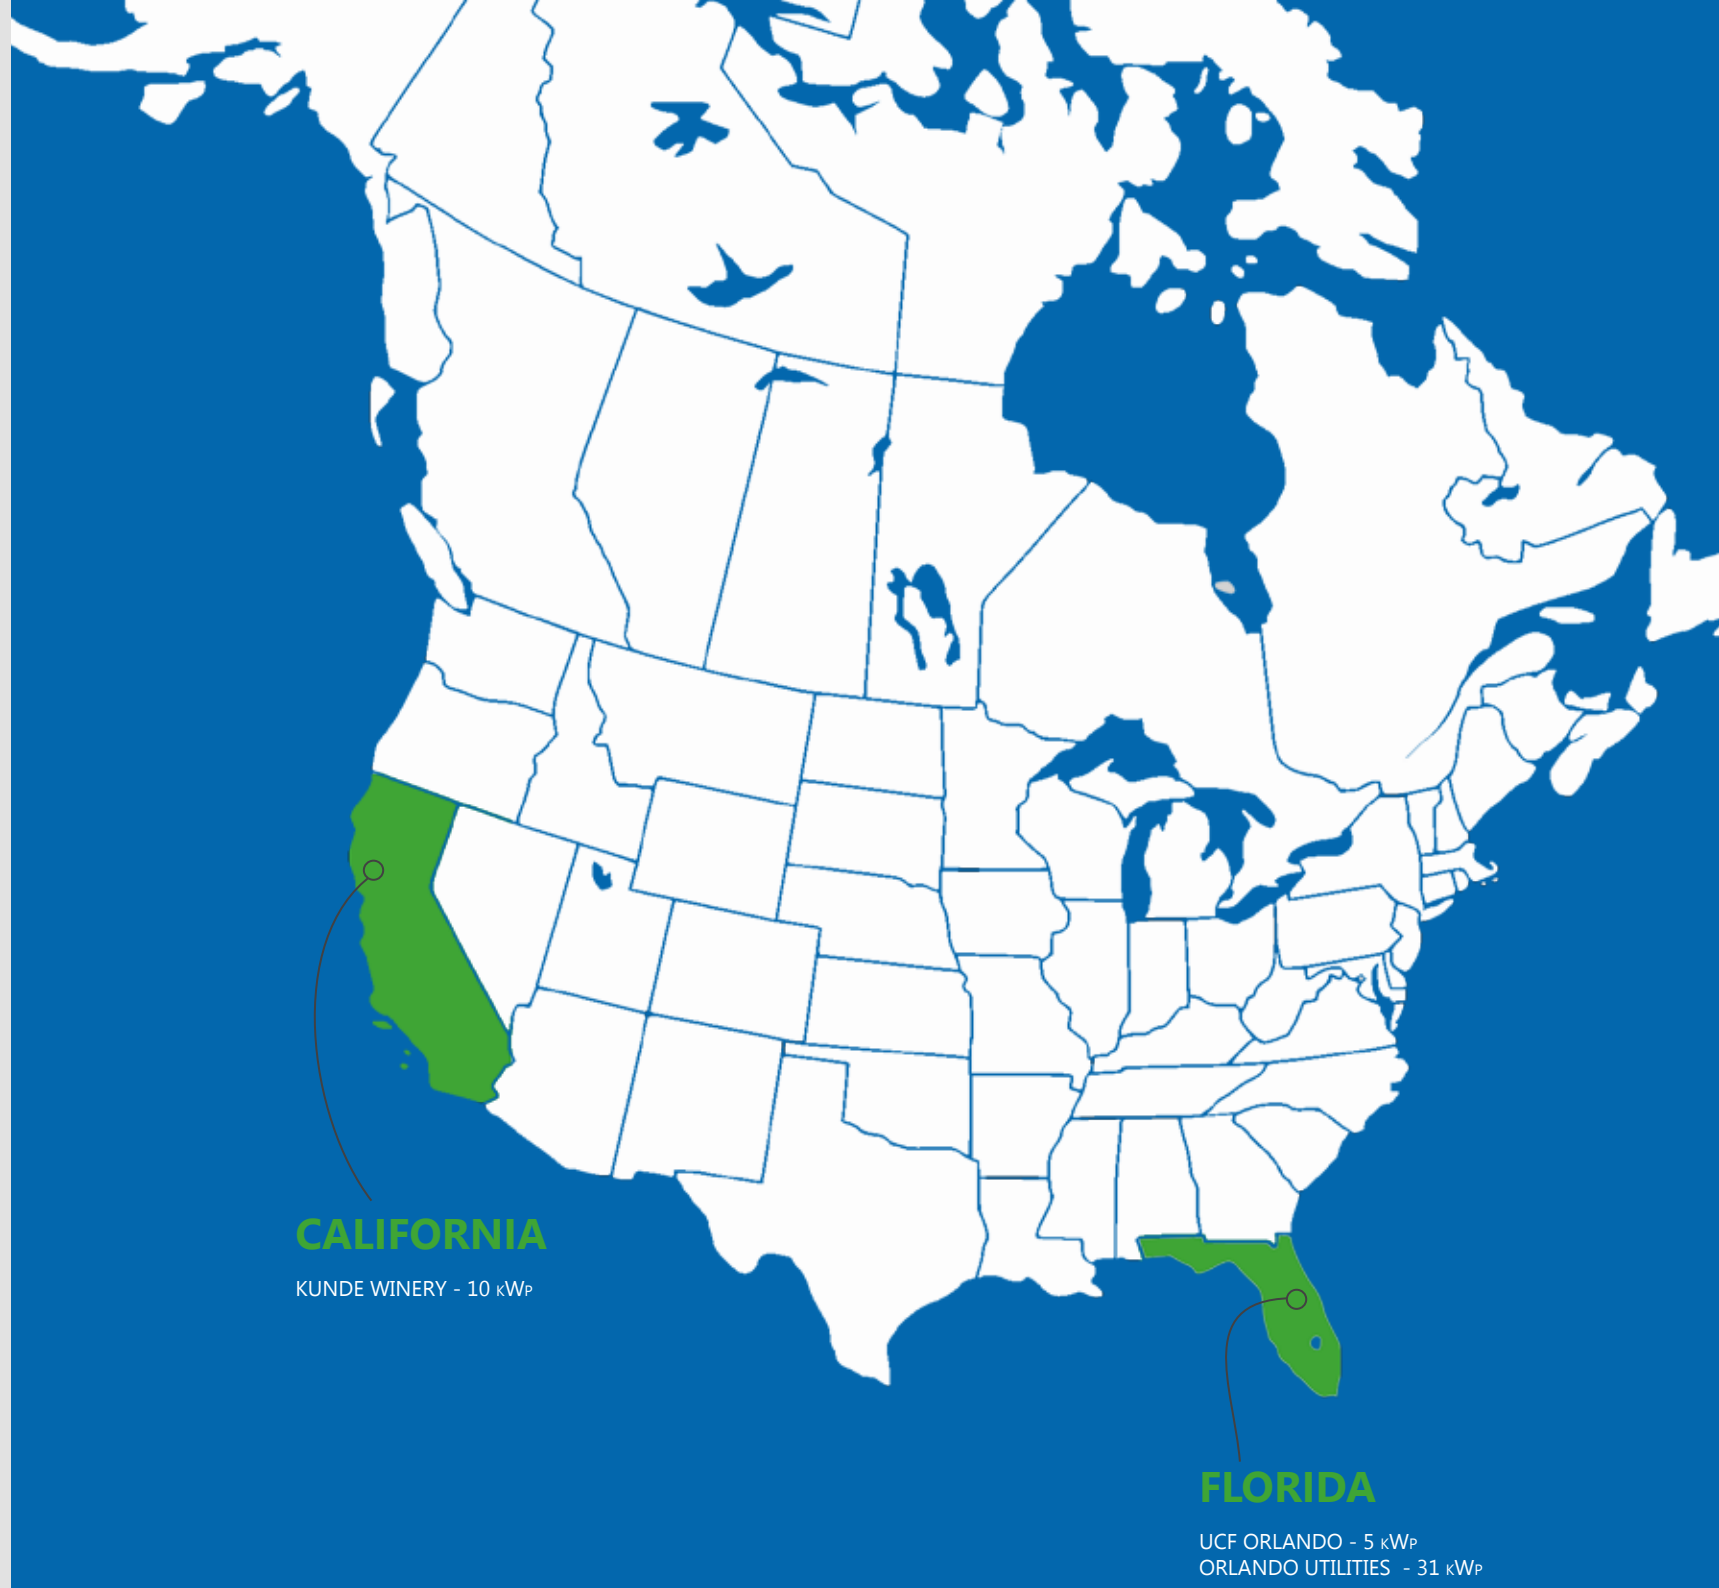 CALIFORNIA
KUNDE WINERY - 10 KWP
FLORIDA
UCF ORLANDO - 5 KWP
ORLANDO UTILITIES - 31 KWP